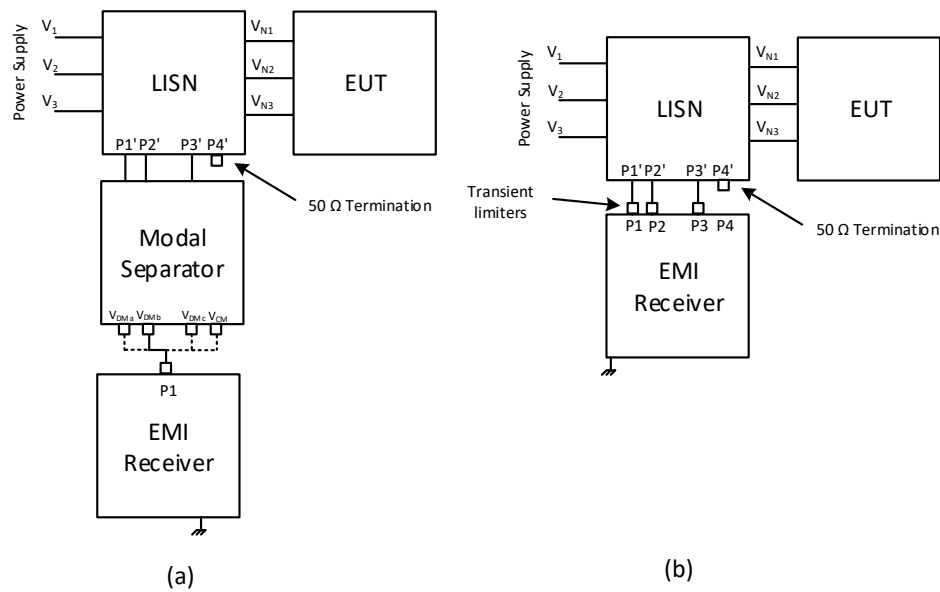 Power Supply
V1
V2
V3
LISN
VN1
VN2
VN3
EUT
P1' P2' P3' P4'
50 Ω Termination
Modal
Separator
VDMa VDMb VDMc VCM
P1
EMI
Receiver
(a)
Power Supply
V1
V2
V3
LISN
VN1
VN2
VN3
EUT
P1' P2' P3' P4'
Transient
limiters
50 Ω Termination
P1 P2 P3 P4
EMI
Receiver
(b)